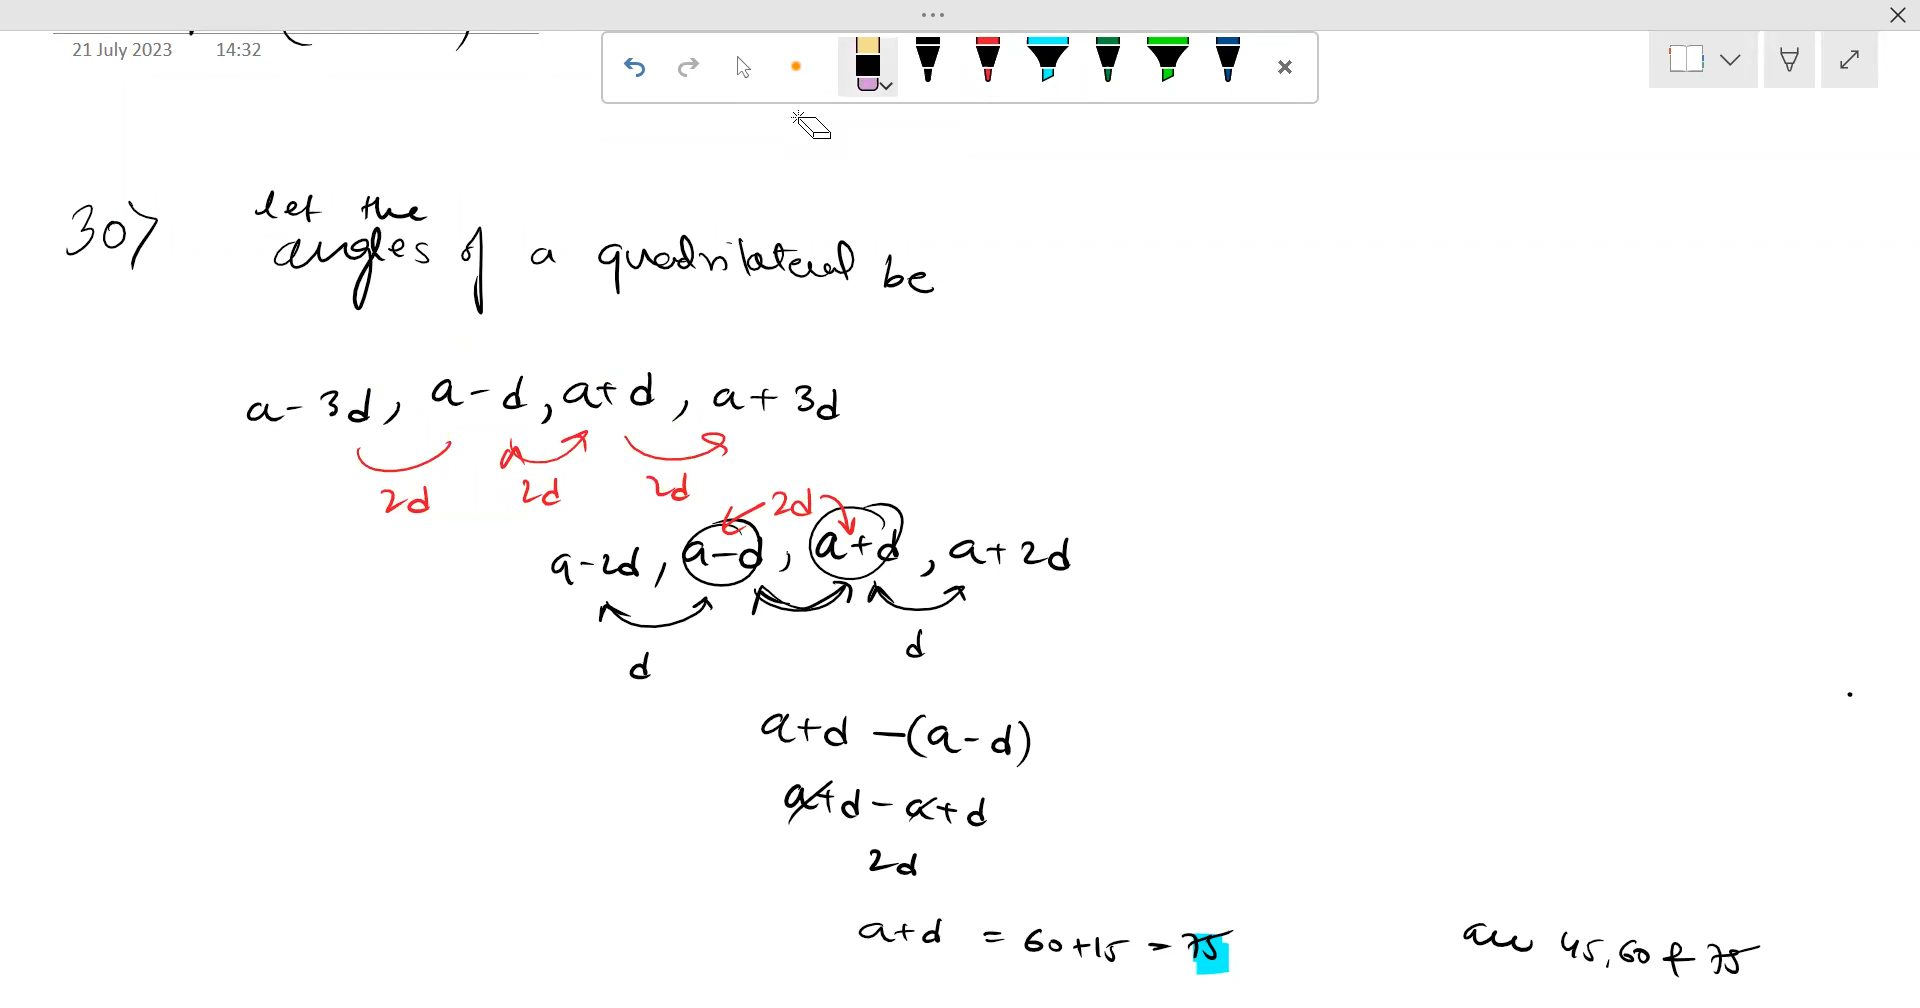 21 July 2023 14:32
30) let the
angles of a quadrilateral be
a - 3d, a - d, a + d, a + 3d
2d 2d 2d
2d
a - 2d, a - d, a + d, a + 2d
d d
a + d - (a - d)
a + d - a + d
2d
a + d = 60 + 15 = 75
are 45, 60 & 75